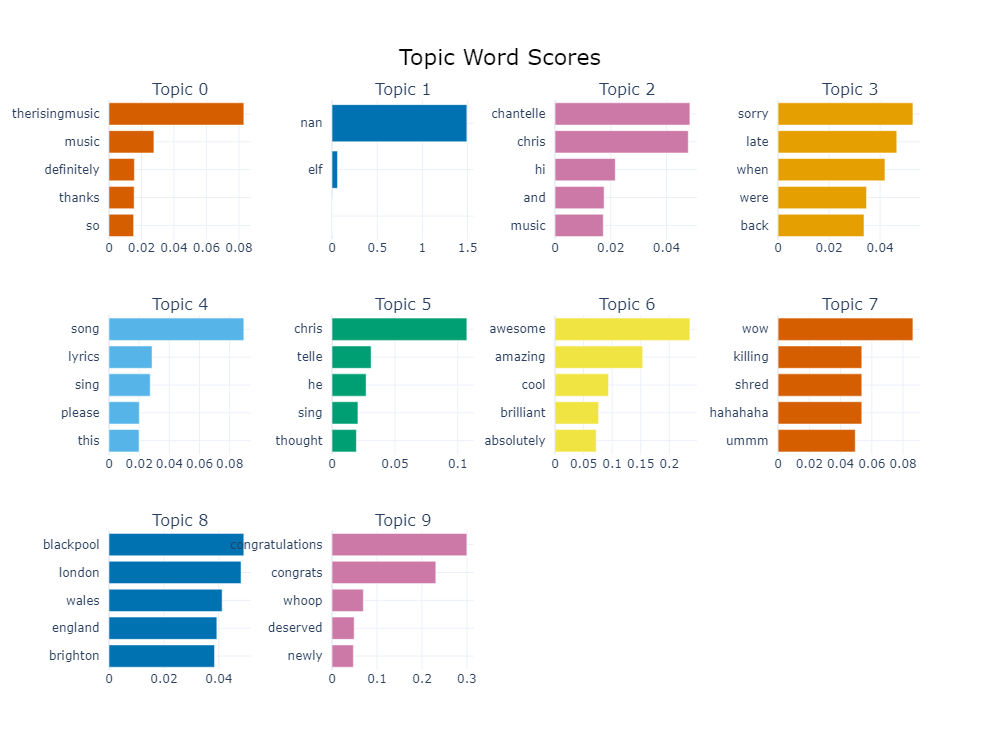 Topic Word Scores
Topic 0
therisingmusic
music
definitely
thanks
so
0 0.02 0.04 0.06 0.08
Topic 1
nan
elf
0 0.5 1 1.5
Topic 2
chantelle
chris
hi
and
music
0 0.02 0.04
Topic 3
sorry
late
when
were
back
0 0.02 0.04
Topic 4
song
lyrics
sing
please
this
0 0.02 0.04 0.06 0.08
Topic 5
chris
telle
he
sing
thought
0 0.05 0.1
Topic 6
awesome
amazing
cool
brilliant
absolutely
0 0.05 0.1 0.15 0.2
Topic 7
wow
killing
shred
hahahaha
ummm
0 0.02 0.04 0.06 0.08
Topic 8
blackpool
london
wales
england
brighton
0 0.02 0.04
Topic 9
congratulations
congrats
whoop
deserved
newly
0 0.1 0.2 0.3